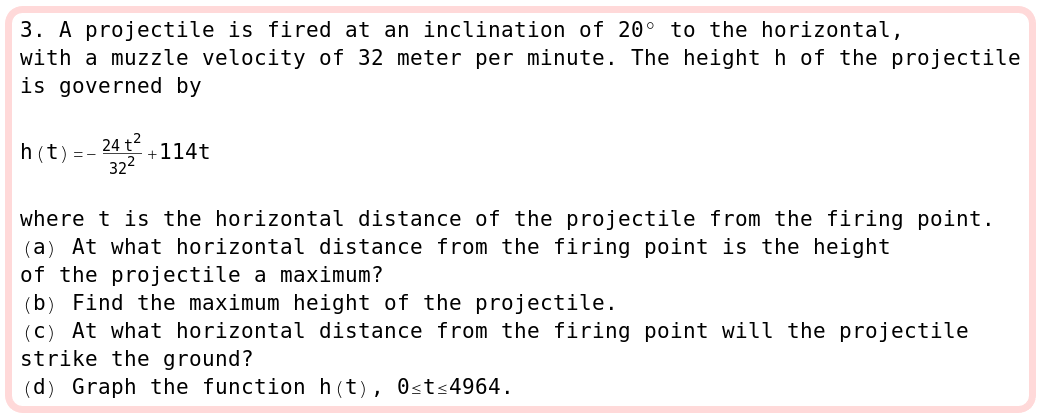 3. A projectile is fired at an inclination of 20° to the horizontal,
with a muzzle velocity of 32 meter per minute. The height h of the projectile
is governed by
h(t)=-\frac{24t^2}{32^2}+114t
where t is the horizontal distance of the projectile from the firing point.
(a) At what horizontal distance from the firing point is the height
of the projectile a maximum?
(b) Find the maximum height of the projectile.
(c) At what horizontal distance from the firing point will the projectile
strike the ground?
(d) Graph the function h(t), 0≤t≤4964.